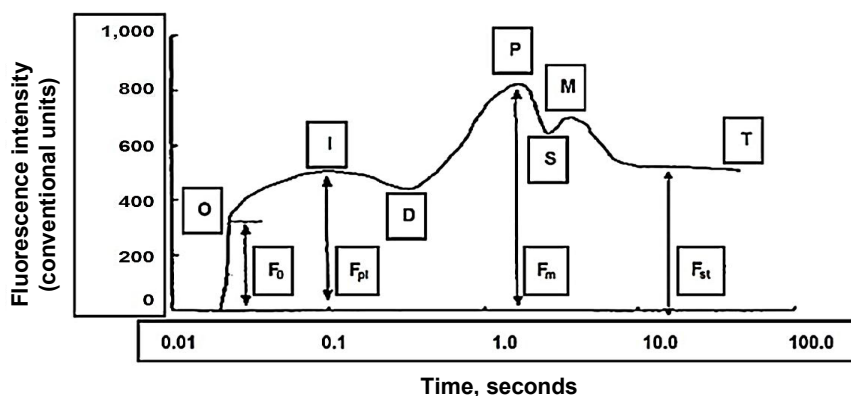 Fluorescence intensity
(conventional units)
1,000
800
600
400
200
0
P
M
I
S
T
O
D
F0
Fpl
Fm
Fst
0.01 0.1 1.0 10.0 100.0
Time, seconds